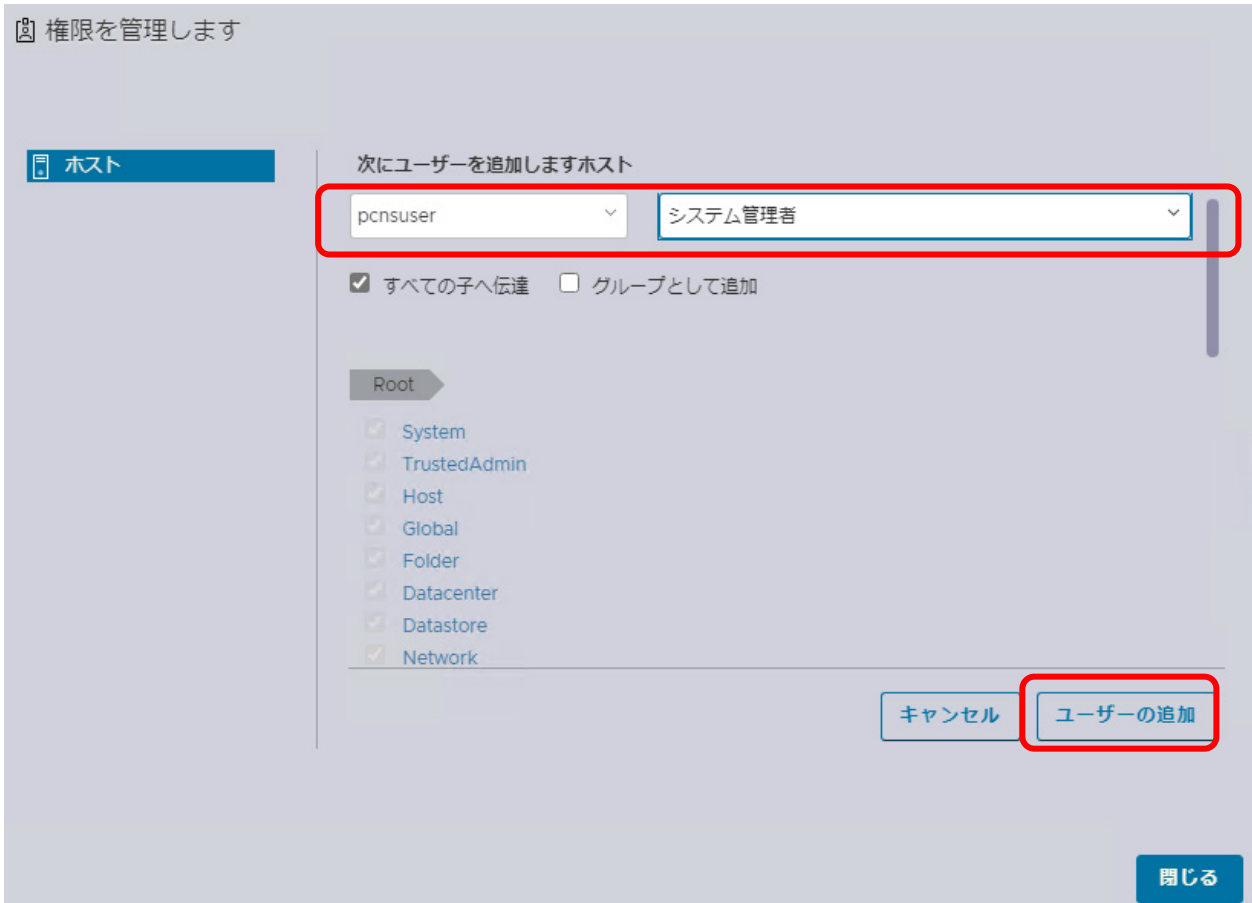 権限を管理します
ホスト
次にユーザーを追加しますホスト
pcnsuser
システム管理者
すべての子へ伝達
グループとして追加
Root
System
TrustedAdmin
Host
Global
Folder
Datacenter
Datastore
Network
キャンセル
ユーザーの追加
閉じる